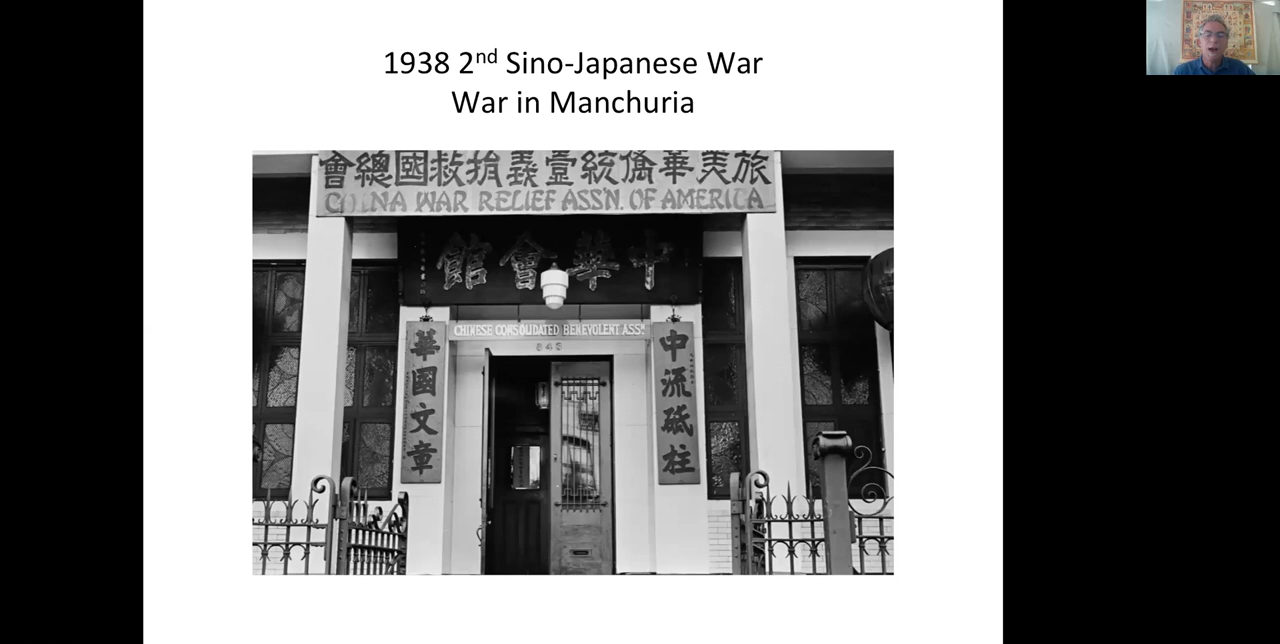 1938 2nd Sino-Japanese War
War in Manchuria
旅美華僑統壹義捐救國總會
CHINA WAR RELIEF ASS'N. OF AMERICA
中華會館
CHINESE CONSOLIDATED BENEVOLENT ASS'N
843
中流砥柱
華國文章